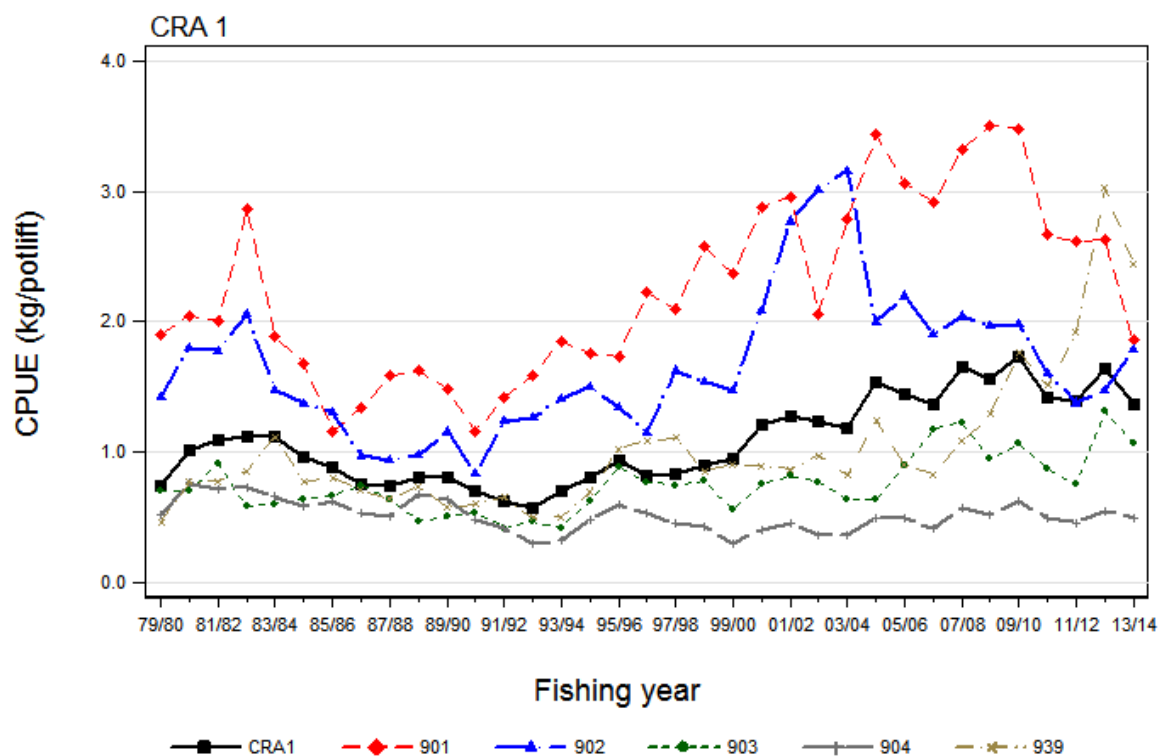 CRA 1
4.0
3.0
2.0
1.0
0.0
CPUE (kg/potlift)
79/80 81/82 83/84 85/86 87/88 89/90 91/92 93/94 95/96 97/98 99/00 01/02 03/04 05/06 07/08 09/10 11/12 13/14
Fishing year
CRA1 901 902 903 904 939